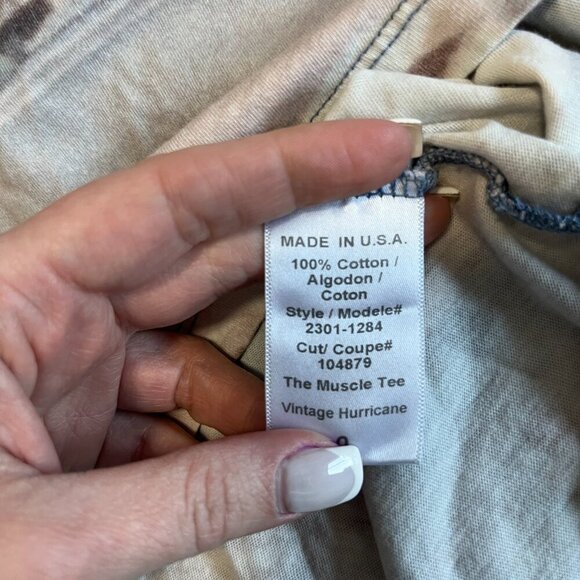 MADE IN U.S.A.
100% Cotton /
Algodon /
Coton
Style / Modele#
2301-1284
Cut/ Coupe#
104879
The Muscle Tee
Vintage Hurricane